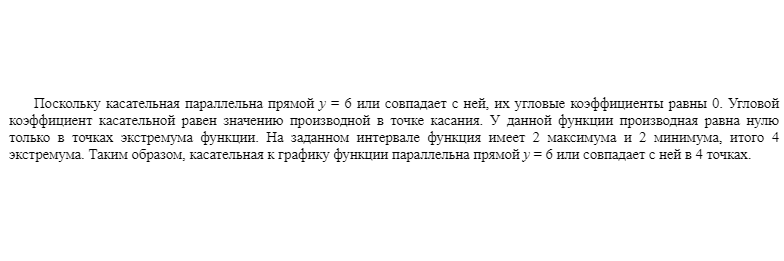 Поскольку касательная параллельна прямой y = 6 или совпадает с ней, их угловые коэффициенты равны 0. Угловой
коэффициент касательной равен значению производной в точке касания. У данной функции производная равна нулю
только в точках экстремума функции. На заданном интервале функция имеет 2 максимума и 2 минимума, итого 4
экстремума. Таким образом, касательная к графику функции параллельна прямой y = 6 или совпадает с ней в 4 точках.